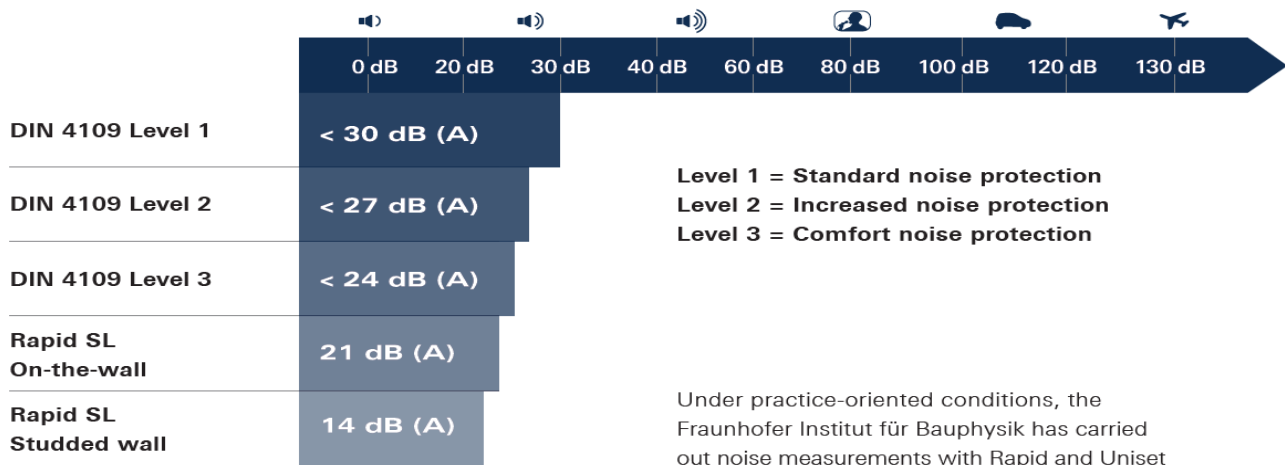 0 dB 20 dB 30 dB 40 dB 60 dB 80 dB 100 dB 120 dB 130 dB
DIN 4109 Level 1
< 30 dB (A)
DIN 4109 Level 2
< 27 dB (A)
DIN 4109 Level 3
< 24 dB (A)
Rapid SL
On-the-wall
21 dB (A)
Rapid SL
Studded wall
14 dB (A)
Level 1 = Standard noise protection
Level 2 = Increased noise protection
Level 3 = Comfort noise protection
Under practice-oriented conditions, the
Fraunhofer Institut für Bauphysik has carried
out noise measurements with Rapid and Uniset